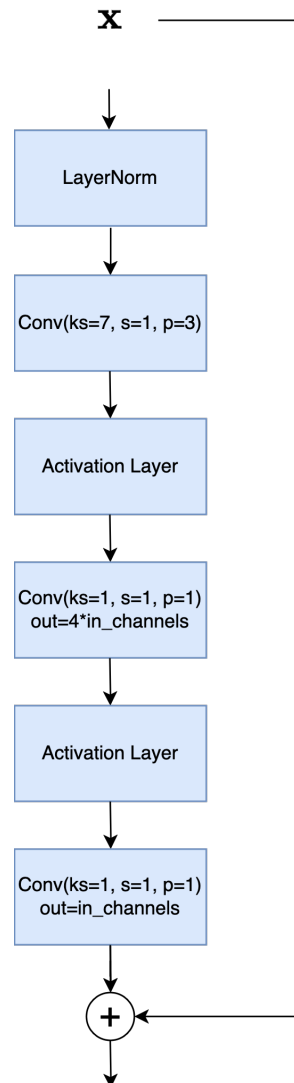 x
LayerNorm
Conv(ks=7, s=1, p=3)
Activation Layer
Conv(ks=1, s=1, p=1)
out=4*in_channels
Activation Layer
Conv(ks=1, s=1, p=1)
out=in_channels
+